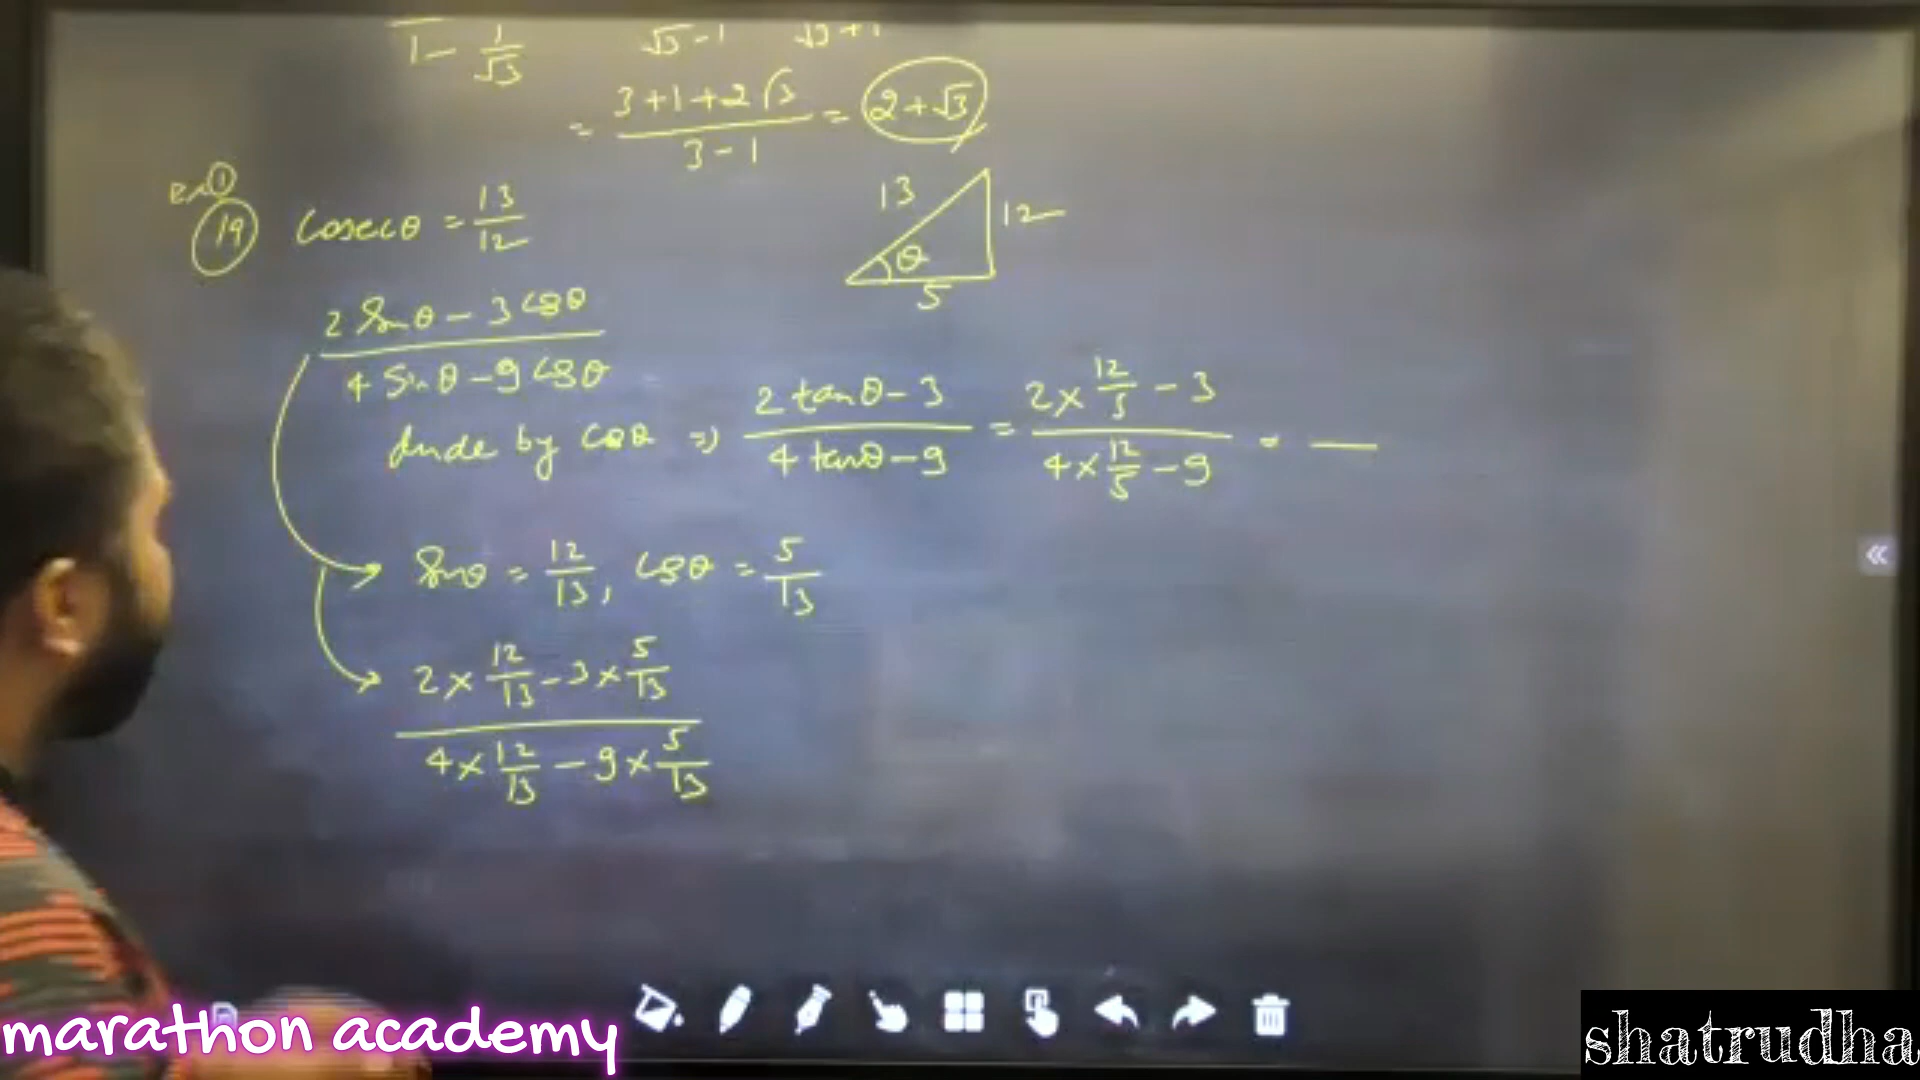 1 - 1/√3 √3-1 √3+1
= (3+1+2√3)/(3-1) = 2+√3
ex ①
⑲ cosecθ = 13/12
13 12 θ 5
(2 sinθ - 3 cosθ)/(4 sinθ - 9 cosθ)
divide by cosθ ⇒ (2 tanθ - 3)/(4 tanθ - 9) = (2 × 12/5 - 3)/(4 × 12/5 - 9) = —
→ sinθ = 12/13, cosθ = 5/13
→ (2 × 12/13 - 3 × 5/13)/(4 × 12/13 - 9 × 5/13)
marathon academy
shatrudha